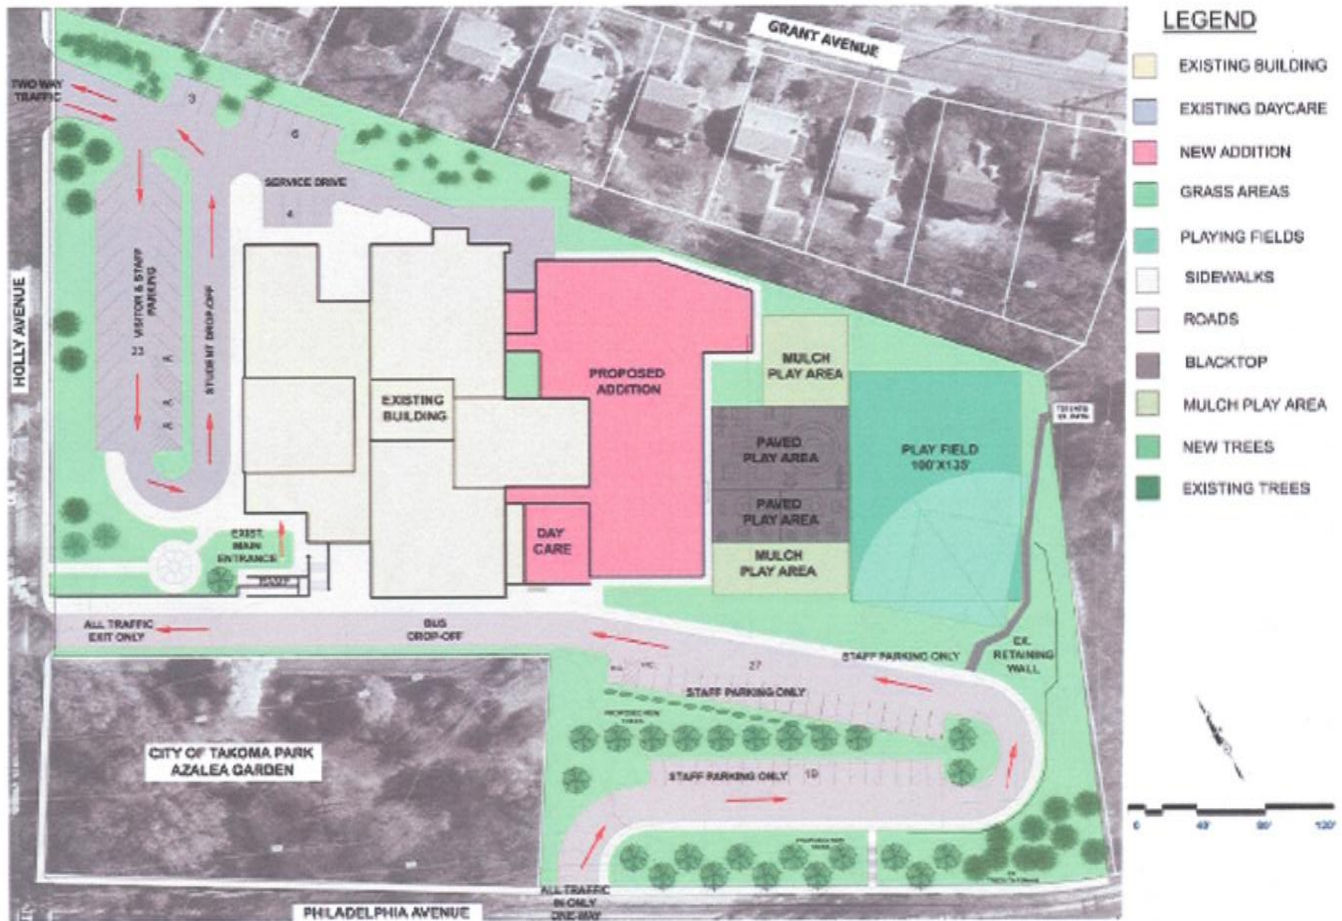 LEGEND
EXISTING BUILDING
EXISTING DAYCARE
NEW ADDITION
GRASS AREAS
PLAYING FIELDS
SIDEWALKS
ROADS
BLACKTOP
MULCH PLAY AREA
NEW TREES
EXISTING TREES
GRANT AVENUE
TWO WAY
TRAFFIC
3
6
SERVICE DRIVE
4
HOLLY AVENUE
VISITOR & STAFF
PARKING
23
STUDENT DROP-OFF
EXISTING
BUILDING
PROPOSED
ADDITION
MULCH
PLAY AREA
PAVED
PLAY AREA
PAVED
PLAY AREA
MULCH
PLAY AREA
PLAY FIELD
100'X135'
DAY
CARE
EXIST.
MAIN
ENTRANCE
RAMP
ALL TRAFFIC
EXIT ONLY
BUS
DROP-OFF
STAFF PARKING ONLY
EX.
RETAINING
WALL
27
STAFF PARKING ONLY
STAFF PARKING ONLY
19
CITY OF TAKOMA PARK
AZALEA GARDEN
ALL TRAFFIC
IN ONLY
ONE-WAY
PHILADELPHIA AVENUE
0 40' 80' 120'